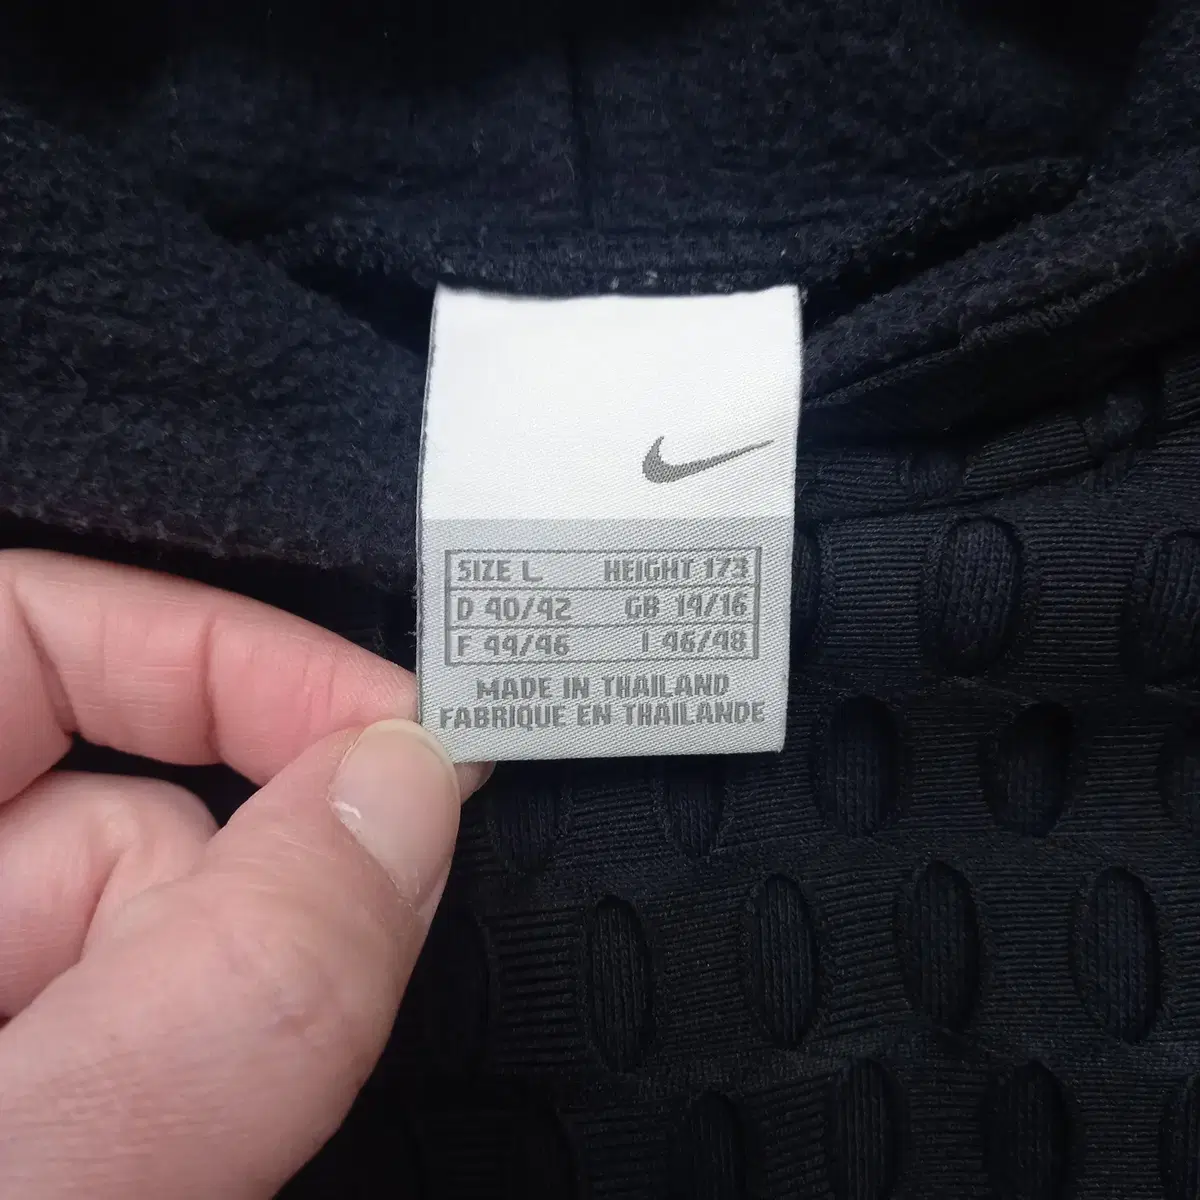 SIZE L HEIGHT 173
D 40/42 GB 14/16
F 44/46 I 46/48
MADE IN THAILAND
FABRIQUE EN THAILANDE